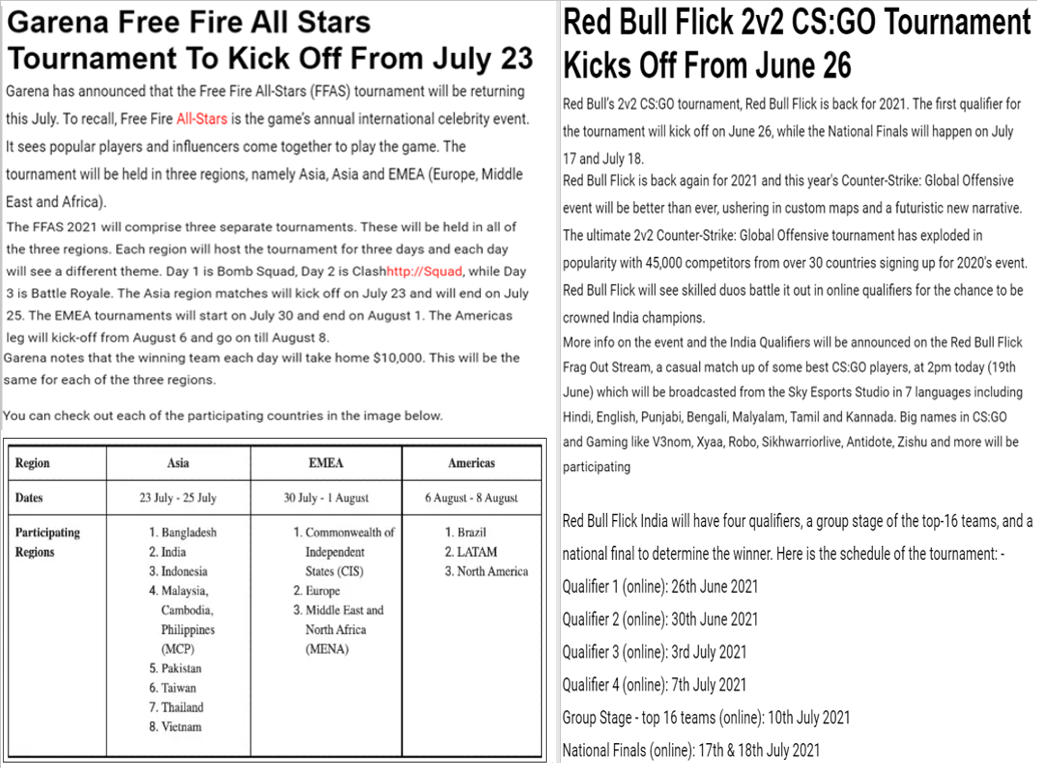 Garena Free Fire All Stars
Tournament To Kick Off From July 23
Garena has announced that the Free Fire All-Stars (FFAS) tournament will be returning
this July. To recall, Free Fire All-Stars is the game's annual international celebrity event.
It sees popular players and influencers come together to play the game. The
tournament will be held in three regions, namely Asia, Asia and EMEA (Europe, Middle
East and Africa).
The FFAS 2021 will comprise three separate tournaments. These will be held in all of
the three regions. Each region will host the tournament for three days and each day
will see a different theme. Day 1 is Bomb Squad, Day 2 is Clashhttp://Squad, while Day
3 is Battle Royale. The Asia region matches will kick off on July 23 and will end on July
25. The EMEA tournaments will start on July 30 and end on August 1. The Americas
leg will kick-off from August 6 and go on till August 8.
Garena notes that the winning team each day will take home $10,000. This will be the
same for each of the three regions.
You can check out each of the participating countries in the image below.
Region Asia EMEA Americas
Dates 23 July - 25 July 30 July - 1 August 6 August - 8 August
Participating
Regions
1. Bangladesh
2. India
3. Indonesia
4. Malaysia,
Cambodia,
Philippines
(MCP)
5. Pakistan
6. Taiwan
7. Thailand
8. Vietnam
1. Commonwealth of
Independent
States (CIS)
2. Europe
3. Middle East and
North Africa
(MENA)
1. Brazil
2. LATAM
3. North America
Red Bull Flick 2v2 CS:GO Tournament
Kicks Off From June 26
Red Bull's 2v2 CS:GO tournament, Red Bull Flick is back for 2021. The first qualifier for
the tournament will kick off on June 26, while the National Finals will happen on July
17 and July 18.
Red Bull Flick is back again for 2021 and this year's Counter-Strike: Global Offensive
event will be better than ever, ushering in custom maps and a futuristic new narrative.
The ultimate 2v2 Counter-Strike: Global Offensive tournament has exploded in
popularity with 45,000 competitors from over 30 countries signing up for 2020's event.
Red Bull Flick will see skilled duos battle it out in online qualifiers for the chance to be
crowned India champions.
More info on the event and the India Qualifiers will be announced on the Red Bull Flick
Frag Out Stream, a casual match up of some best CS:GO players, at 2pm today (19th
June) which will be broadcasted from the Sky Esports Studio in 7 languages including
Hindi, English, Punjabi, Bengali, Malyalam, Tamil and Kannada. Big names in CS:GO
and Gaming like V3nom, Xyaa, Robo, Sikhwarriorlive, Antidote, Zishu and more will be
participating
Red Bull Flick India will have four qualifiers, a group stage of the top-16 teams, and a
national final to determine the winner. Here is the schedule of the tournament: -
Qualifier 1 (online): 26th June 2021
Qualifier 2 (online): 30th June 2021
Qualifier 3 (online): 3rd July 2021
Qualifier 4 (online): 7th July 2021
Group Stage - top 16 teams (online): 10th July 2021
National Finals (online): 17th & 18th July 2021